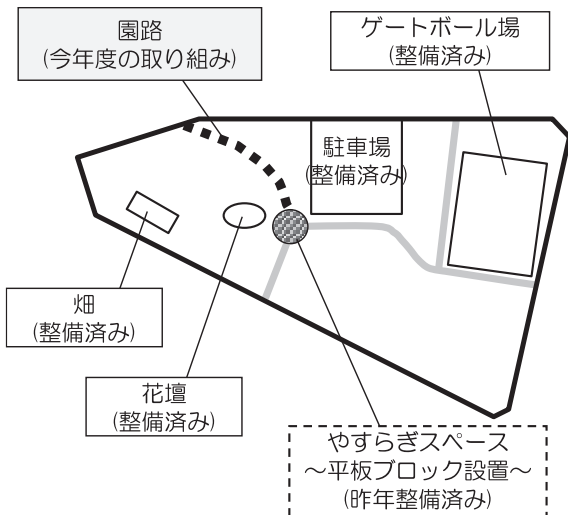 園路
(今年度の取り組み)
ゲートボール場
(整備済み)
駐車場
(整備済み)
畑
(整備済み)
花壇
(整備済み)
やすらぎスペース
～平板ブロック設置～
(昨年整備済み)